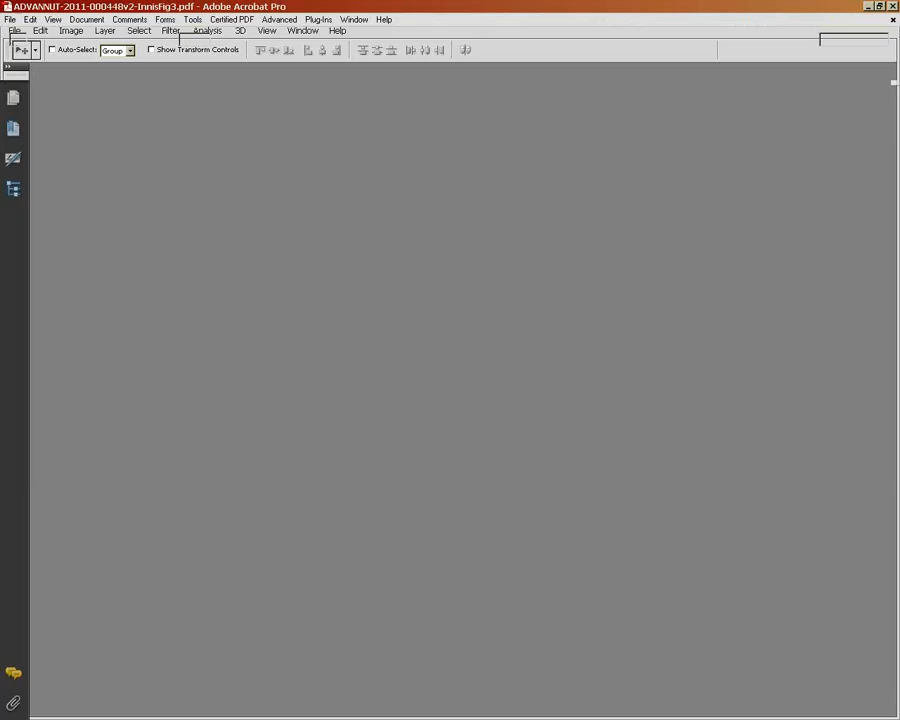 ADVANNUT-2011-000448v2-InnisFig3.pdf - Adobe Acrobat Pro
File Edit View Document Comments Forms Tools Certified PDF Advanced Plug-Ins Window Help
File Edit Image Layer Select Filter Analysis 3D View Window Help
Auto-Select: Group Show Transform Controls